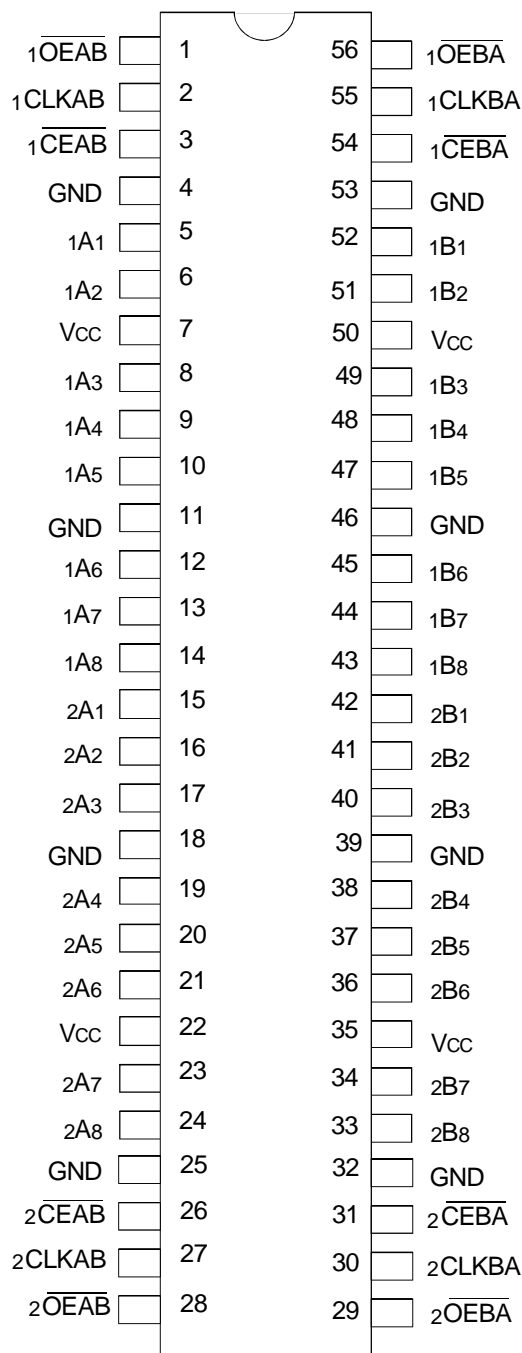 1OEAB 1 56 1OEBA
1CLKAB 2 55 1CLKBA
1CEAB 3 54 1CEBA
GND 4 53 GND
1A1 5 52 1B1
1A2 6 51 1B2
VCC 7 50 VCC
1A3 8 49 1B3
1A4 9 48 1B4
1A5 10 47 1B5
GND 11 46 GND
1A6 12 45 1B6
1A7 13 44 1B7
1A8 14 43 1B8
2A1 15 42 2B1
2A2 16 41 2B2
2A3 17 40 2B3
GND 18 39 GND
2A4 19 38 2B4
2A5 20 37 2B5
2A6 21 36 2B6
VCC 22 35 VCC
2A7 23 34 2B7
2A8 24 33 2B8
GND 25 32 GND
2CEAB 26 31 2CEBA
2CLKAB 27 30 2CLKBA
2OEAB 28 29 2OEBA